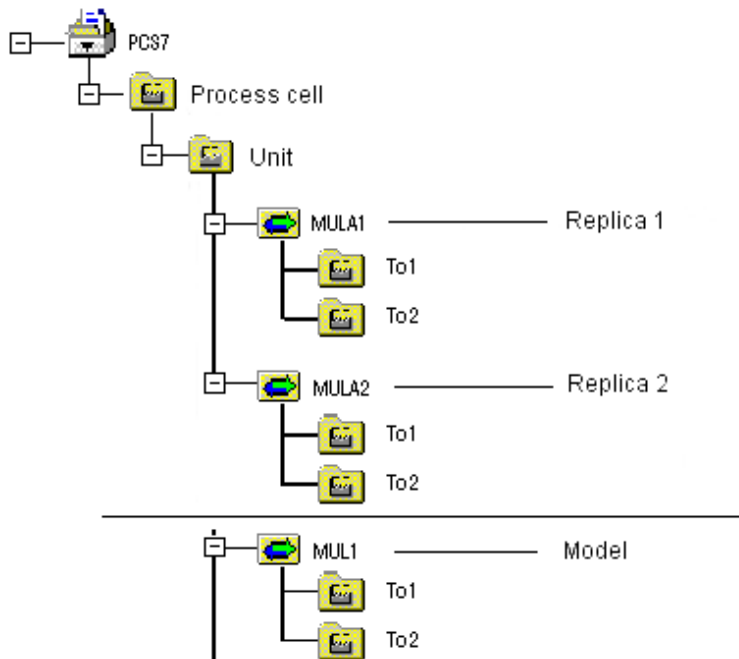 PCS7
Process cell
Unit
MULA1 Replica 1
To1
To2
MULA2 Replica 2
To1
To2
MUL1 Model
To1
To2